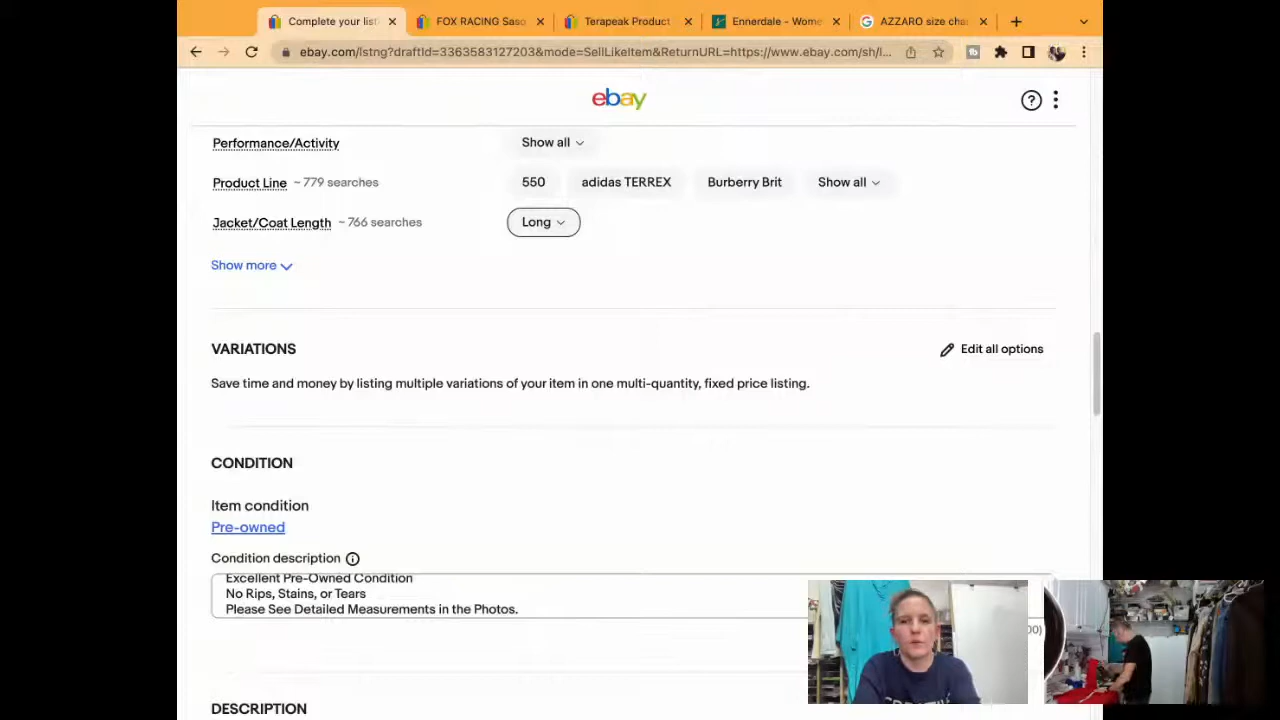 Complete your list
FOX RACING Saso
Terapeak Product
Ennerdale - Wome
AZZARO size cha
ebay.com/lstng?draftId=3363583127203&mode=SellLikeItem&ReturnURL=https://www.ebay.com/sh/l...
ebay
Performance/Activity Show all
Product Line ~ 779 searches 550 adidas TERREX Burberry Brit Show all
Jacket/Coat Length ~ 766 searches Long
Show more
VARIATIONS Edit all options
Save time and money by listing multiple variations of your item in one multi-quantity, fixed price listing.
CONDITION
Item condition
Pre-owned
Condition description
Excellent Pre-Owned Condition
No Rips, Stains, or Tears
Please See Detailed Measurements in the Photos.
00)
DESCRIPTION